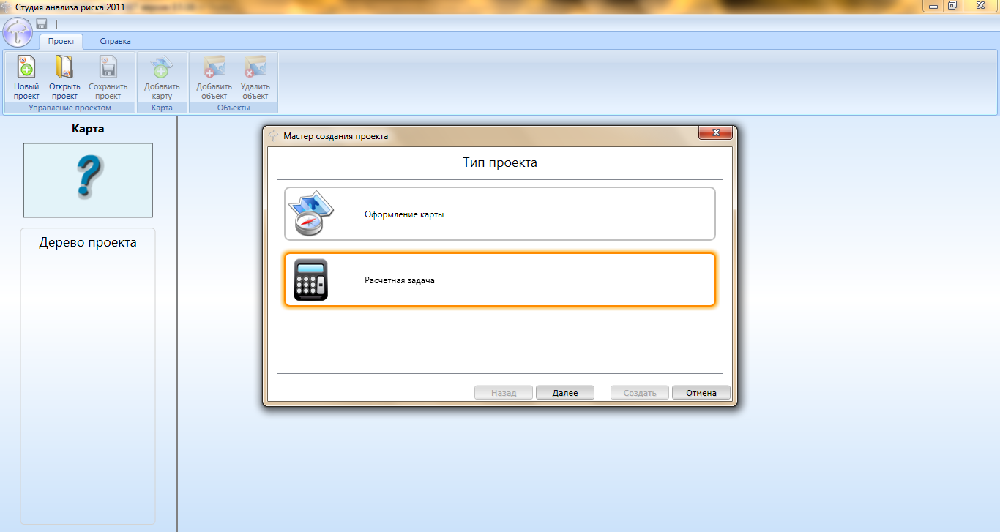 Студия анализа риска 2011
Проект
Справка
Новый проект
Открыть проект
Сохранить проект
Добавить карту
Добавить объект
Удалить объект
Управление проектом
Карта
Объекты
Карта
Дерево проекта
Мастер создания проекта
Тип проекта
Оформление карты
Расчетная задача
Назад
Далее
Создать
Отмена